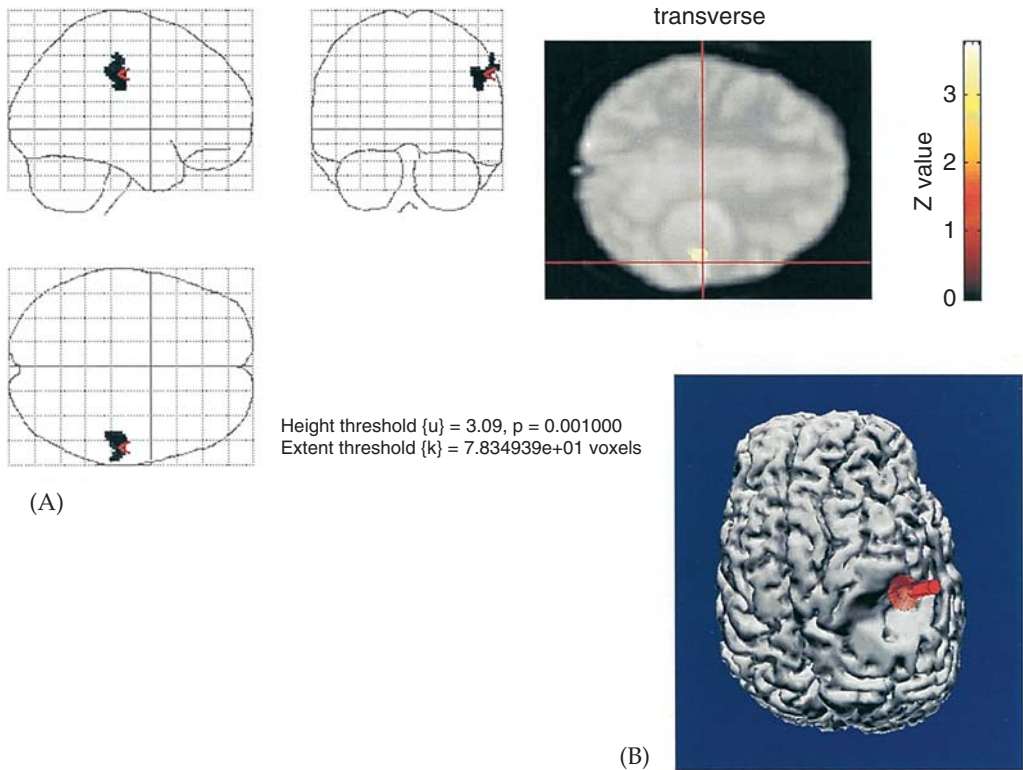 transverse
3
2
1
0
Z value
Height threshold {u} = 3.09, p = 0.001000
Extent threshold {k} = 7.834939e+01 voxels
(A)
(B)